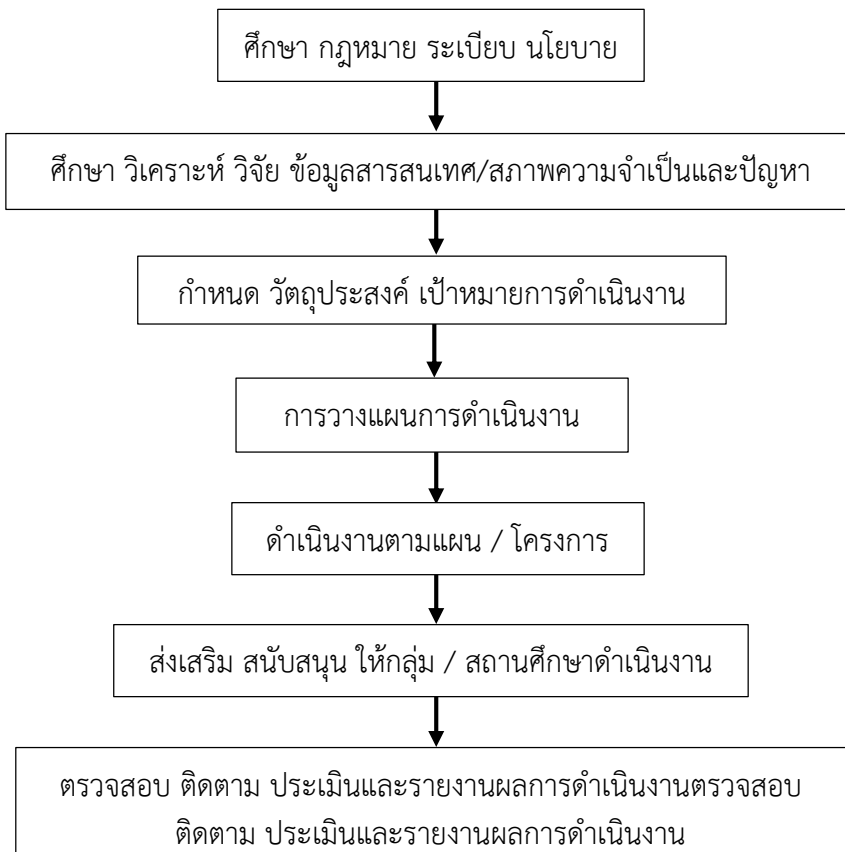 ศึกษา กฎหมาย ระเบียบ นโยบาย
ศึกษา วิเคราะห์ วิจัย ข้อมูลสารสนเทศ/สภาพความจำเป็นและปัญหา
กำหนด วัตถุประสงค์ เป้าหมายการดำเนินงาน
การวางแผนการดำเนินงาน
ดำเนินงานตามแผน / โครงการ
ส่งเสริม สนับสนุน ให้กลุ่ม / สถานศึกษาดำเนินงาน
ตรวจสอบ ติดตาม ประเมินและรายงานผลการดำเนินงานตรวจสอบ
ติดตาม ประเมินและรายงานผลการดำเนินงาน